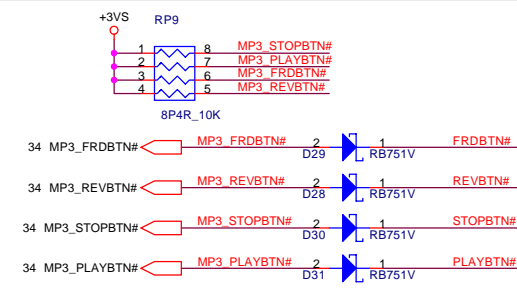 +3VS RP9
1 8 MP3_STOPBTN#
2 7 MP3_PLAYBTN#
3 6 MP3_FRDBTN#
4 5 MP3_REVBTN#
8P4R_10K
34 MP3_FRDBTN# MP3_FRDBTN# 2 1 FRDBTN#
D29 RB751V
34 MP3_REVBTN# MP3_REVBTN# 2 1 REVBTN#
D28 RB751V
34 MP3_STOPBTN# MP3_STOPBTN# 2 1 STOPBTN#
D30 RB751V
34 MP3_PLAYBTN# MP3_PLAYBTN# 2 1 PLAYBTN#
D31 RB751V